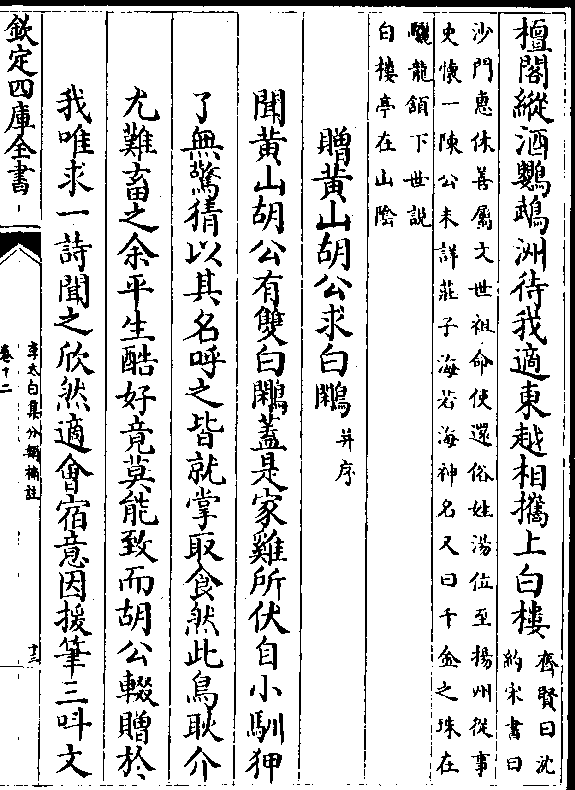 檀閣縱酒鸚鵡洲待我適東越相攜上白樓齊賢曰沈約宋書曰
沙門惠休善屬文世祖命使還俗姓湯位至揚州從事
史懷一陳公未詳莊子海若海神名又曰千金之珠在
驪龍頷下世説
白樓亭在山隂
贈黃山胡公求白鷴并序
聞黃山胡公有雙白鷴蓋是家雞所伏自小馴狎
了無驚猜以其名呼之皆就掌取食然此鳥耿介
尤難畜之余平生酷好竟莫能致而胡公輟贈於
我唯求一詩聞之欣然適會宿意因援筆三呌文
欽定四庫全書
李太白集分類補註
卷十二
十三